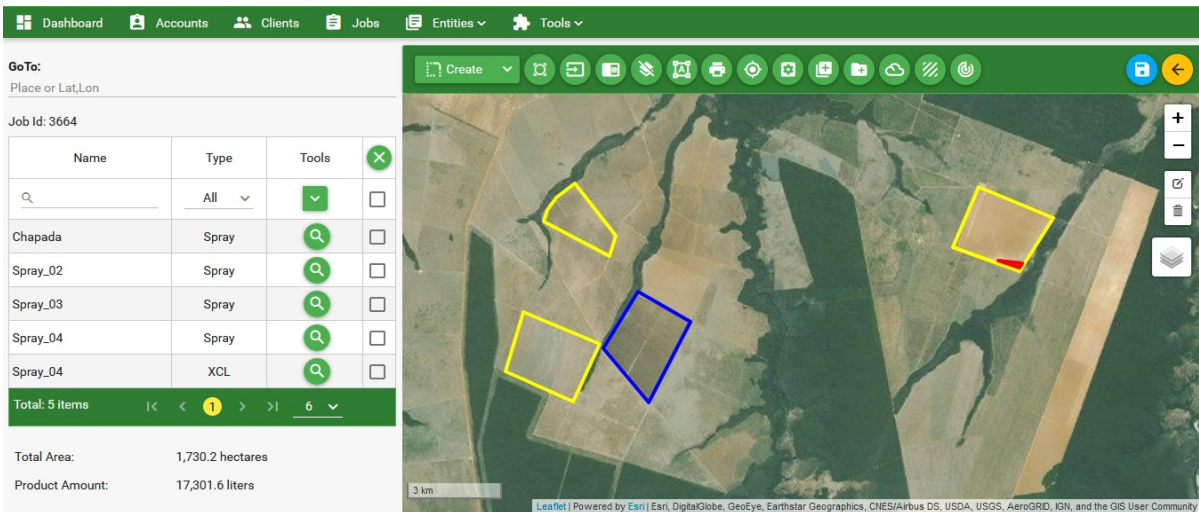 Dashboard Accounts Clients Jobs Entities Tools
GoTo:
Place or Lat,Lon
Job Id: 3664
Name Type Tools
All
Chapada Spray
Spray_02 Spray
Spray_03 Spray
Spray_04 Spray
Spray_04 XCL
Total: 5 items 1 6
Total Area: 1,730.2 hectares
Product Amount: 17,301.6 liters
Create
A
+
−
3 km
Leaflet | Powered by Esri | Esri, DigitalGlobe, GeoEye, Earthstar Geographics, CNES/Airbus DS, USDA, USGS, AeroGRID, IGN, and the GIS User Community